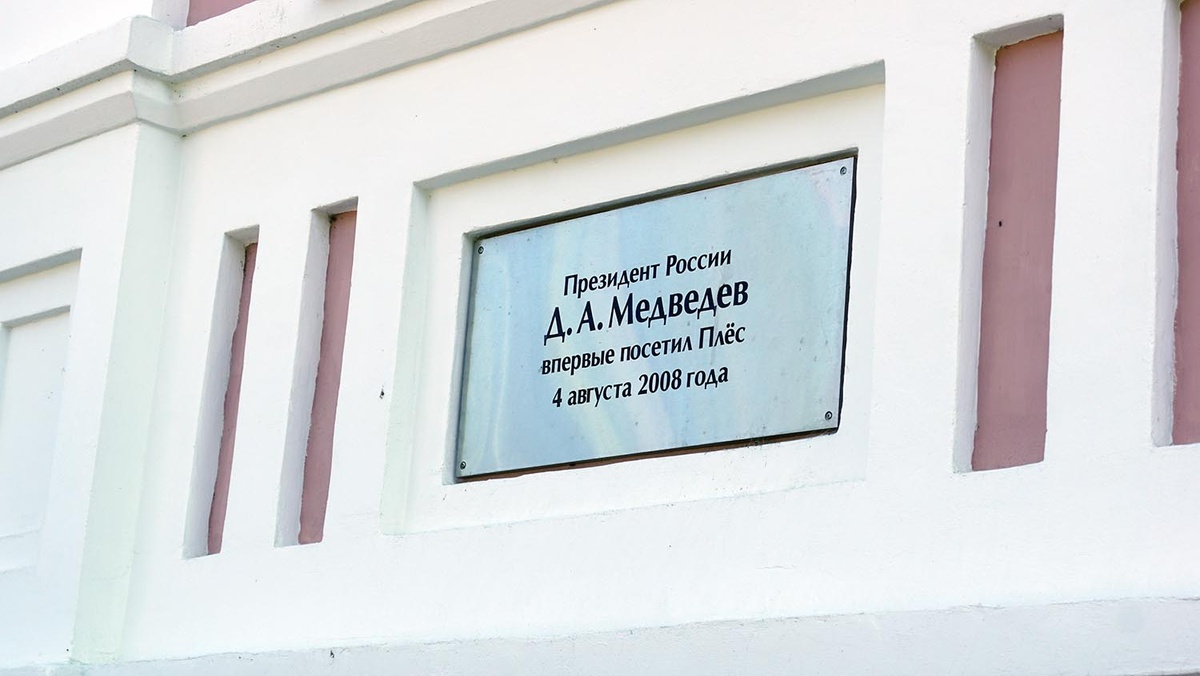 Президент России
Д. А. Медведев
впервые посетил Плёс
4 августа 2008 года